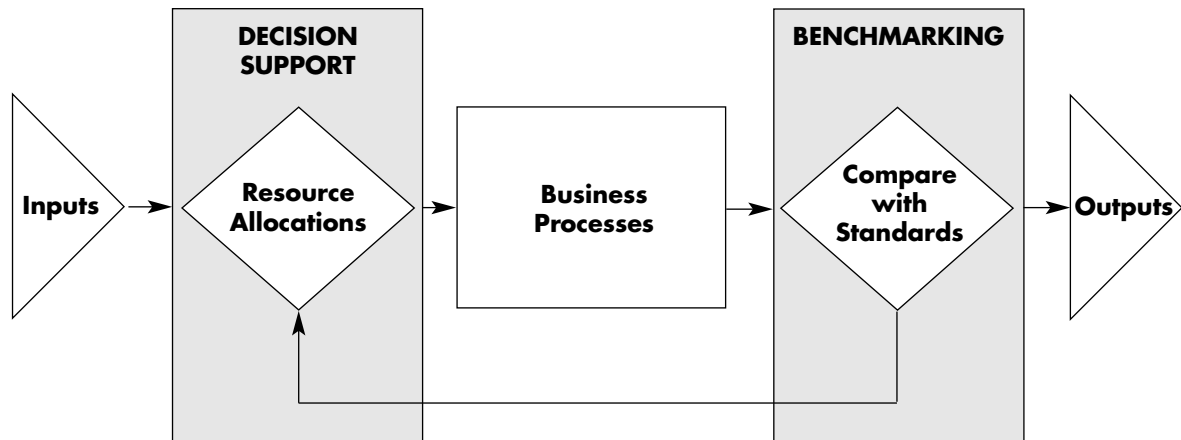 DECISION
SUPPORT
BENCHMARKING
Inputs
Resource
Allocations
Business
Processes
Compare
with
Standards
Outputs